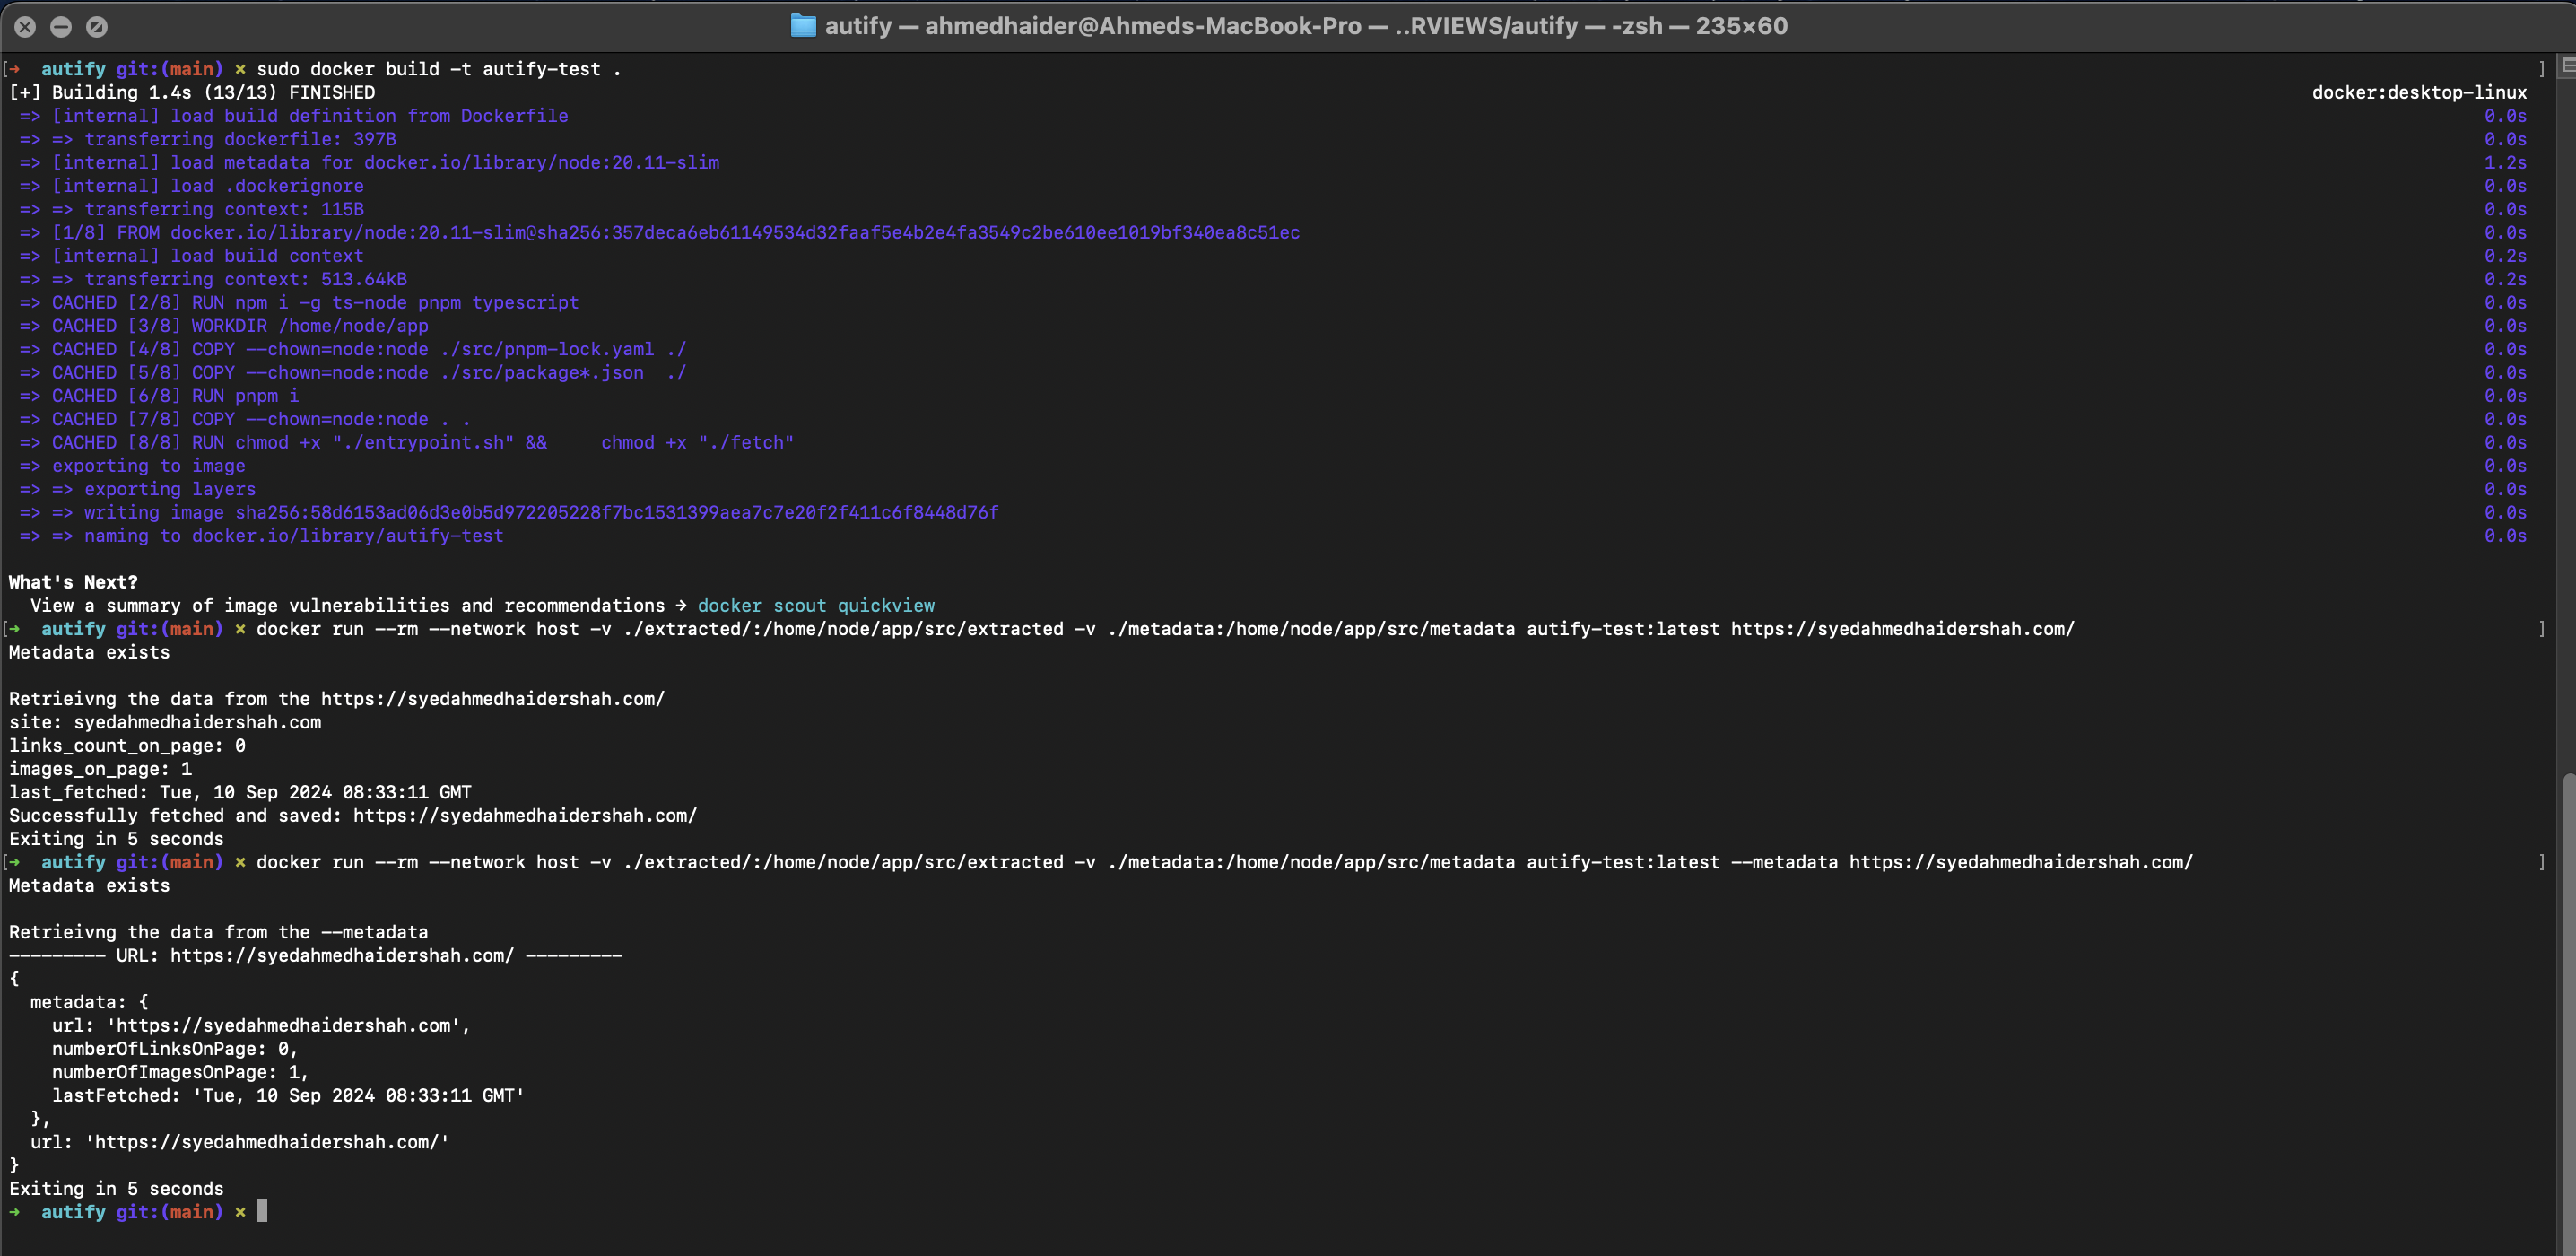 autify — ahmedhaider@Ahmeds-MacBook-Pro — ..RVIEWS/autify — -zsh — 235×60
[➜  autify git:(main) × sudo docker build -t autify-test . ]
[+] Building 1.4s (13/13) FINISHED docker:desktop-linux
=> [internal] load build definition from Dockerfile 0.0s
=> => transferring dockerfile: 397B 0.0s
=> [internal] load metadata for docker.io/library/node:20.11-slim 1.2s
=> [internal] load .dockerignore 0.0s
=> => transferring context: 115B 0.0s
=> [1/8] FROM docker.io/library/node:20.11-slim@sha256:357deca6eb61149534d32faaf5e4b2e4fa3549c2be610ee1019bf340ea8c51ec 0.0s
=> [internal] load build context 0.2s
=> => transferring context: 513.64kB 0.2s
=> CACHED [2/8] RUN npm i -g ts-node pnpm typescript 0.0s
=> CACHED [3/8] WORKDIR /home/node/app 0.0s
=> CACHED [4/8] COPY --chown=node:node ./src/pnpm-lock.yaml ./ 0.0s
=> CACHED [5/8] COPY --chown=node:node ./src/package*.json  ./ 0.0s
=> CACHED [6/8] RUN pnpm i 0.0s
=> CACHED [7/8] COPY --chown=node:node . . 0.0s
=> CACHED [8/8] RUN chmod +x "./entrypoint.sh" &&     chmod +x "./fetch" 0.0s
=> exporting to image 0.0s
=> => exporting layers 0.0s
=> => writing image sha256:58d6153ad06d3e0b5d972205228f7bc1531399aea7c7e20f2f411c6f8448d76f 0.0s
=> => naming to docker.io/library/autify-test 0.0s
What's Next?
View a summary of image vulnerabilities and recommendations → docker scout quickview
[➜  autify git:(main) × docker run --rm --network host -v ./extracted/:/home/node/app/src/extracted -v ./metadata:/home/node/app/src/metadata autify-test:latest https://syedahmedhaidershah.com/ ]
Metadata exists
Retrieivng the data from the https://syedahmedhaidershah.com/
site: syedahmedhaidershah.com
links_count_on_page: 0
images_on_page: 1
last_fetched: Tue, 10 Sep 2024 08:33:11 GMT
Successfully fetched and saved: https://syedahmedhaidershah.com/
Exiting in 5 seconds
[➜  autify git:(main) × docker run --rm --network host -v ./extracted/:/home/node/app/src/extracted -v ./metadata:/home/node/app/src/metadata autify-test:latest --metadata https://syedahmedhaidershah.com/ ]
Metadata exists
Retrieivng the data from the --metadata
--------- URL: https://syedahmedhaidershah.com/ ---------
{
  metadata: {
    url: 'https://syedahmedhaidershah.com',
    numberOfLinksOnPage: 0,
    numberOfImagesOnPage: 1,
    lastFetched: 'Tue, 10 Sep 2024 08:33:11 GMT'
  },
  url: 'https://syedahmedhaidershah.com/'
}
Exiting in 5 seconds
➜  autify git:(main) ×